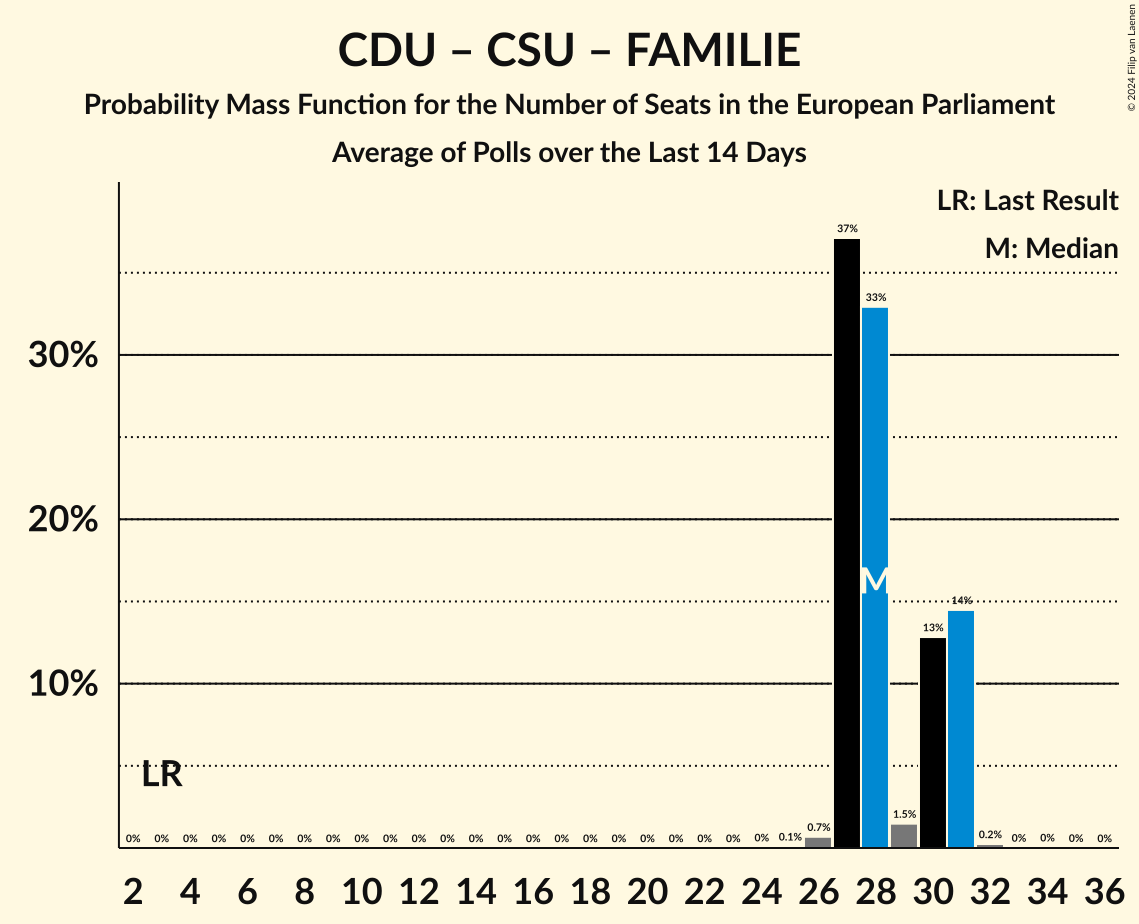 CDU – CSU – FAMILIE
Probability Mass Function for the Number of Seats in the European Parliament
Average of Polls over the Last 14 Days
© 2024 Filip van Laenen
LR: Last Result
M: Median
37%
33%
30%
20%
M
14%
13%
10%
LR
0% 0% 0% 0% 0% 0% 0% 0% 0% 0% 0% 0% 0% 0% 0% 0% 0% 0% 0% 0% 0% 0% 0% 0.1% 0.7% 1.5% 0.2% 0% 0% 0% 0%
2 4 6 8 10 12 14 16 18 20 22 24 26 28 30 32 34 36